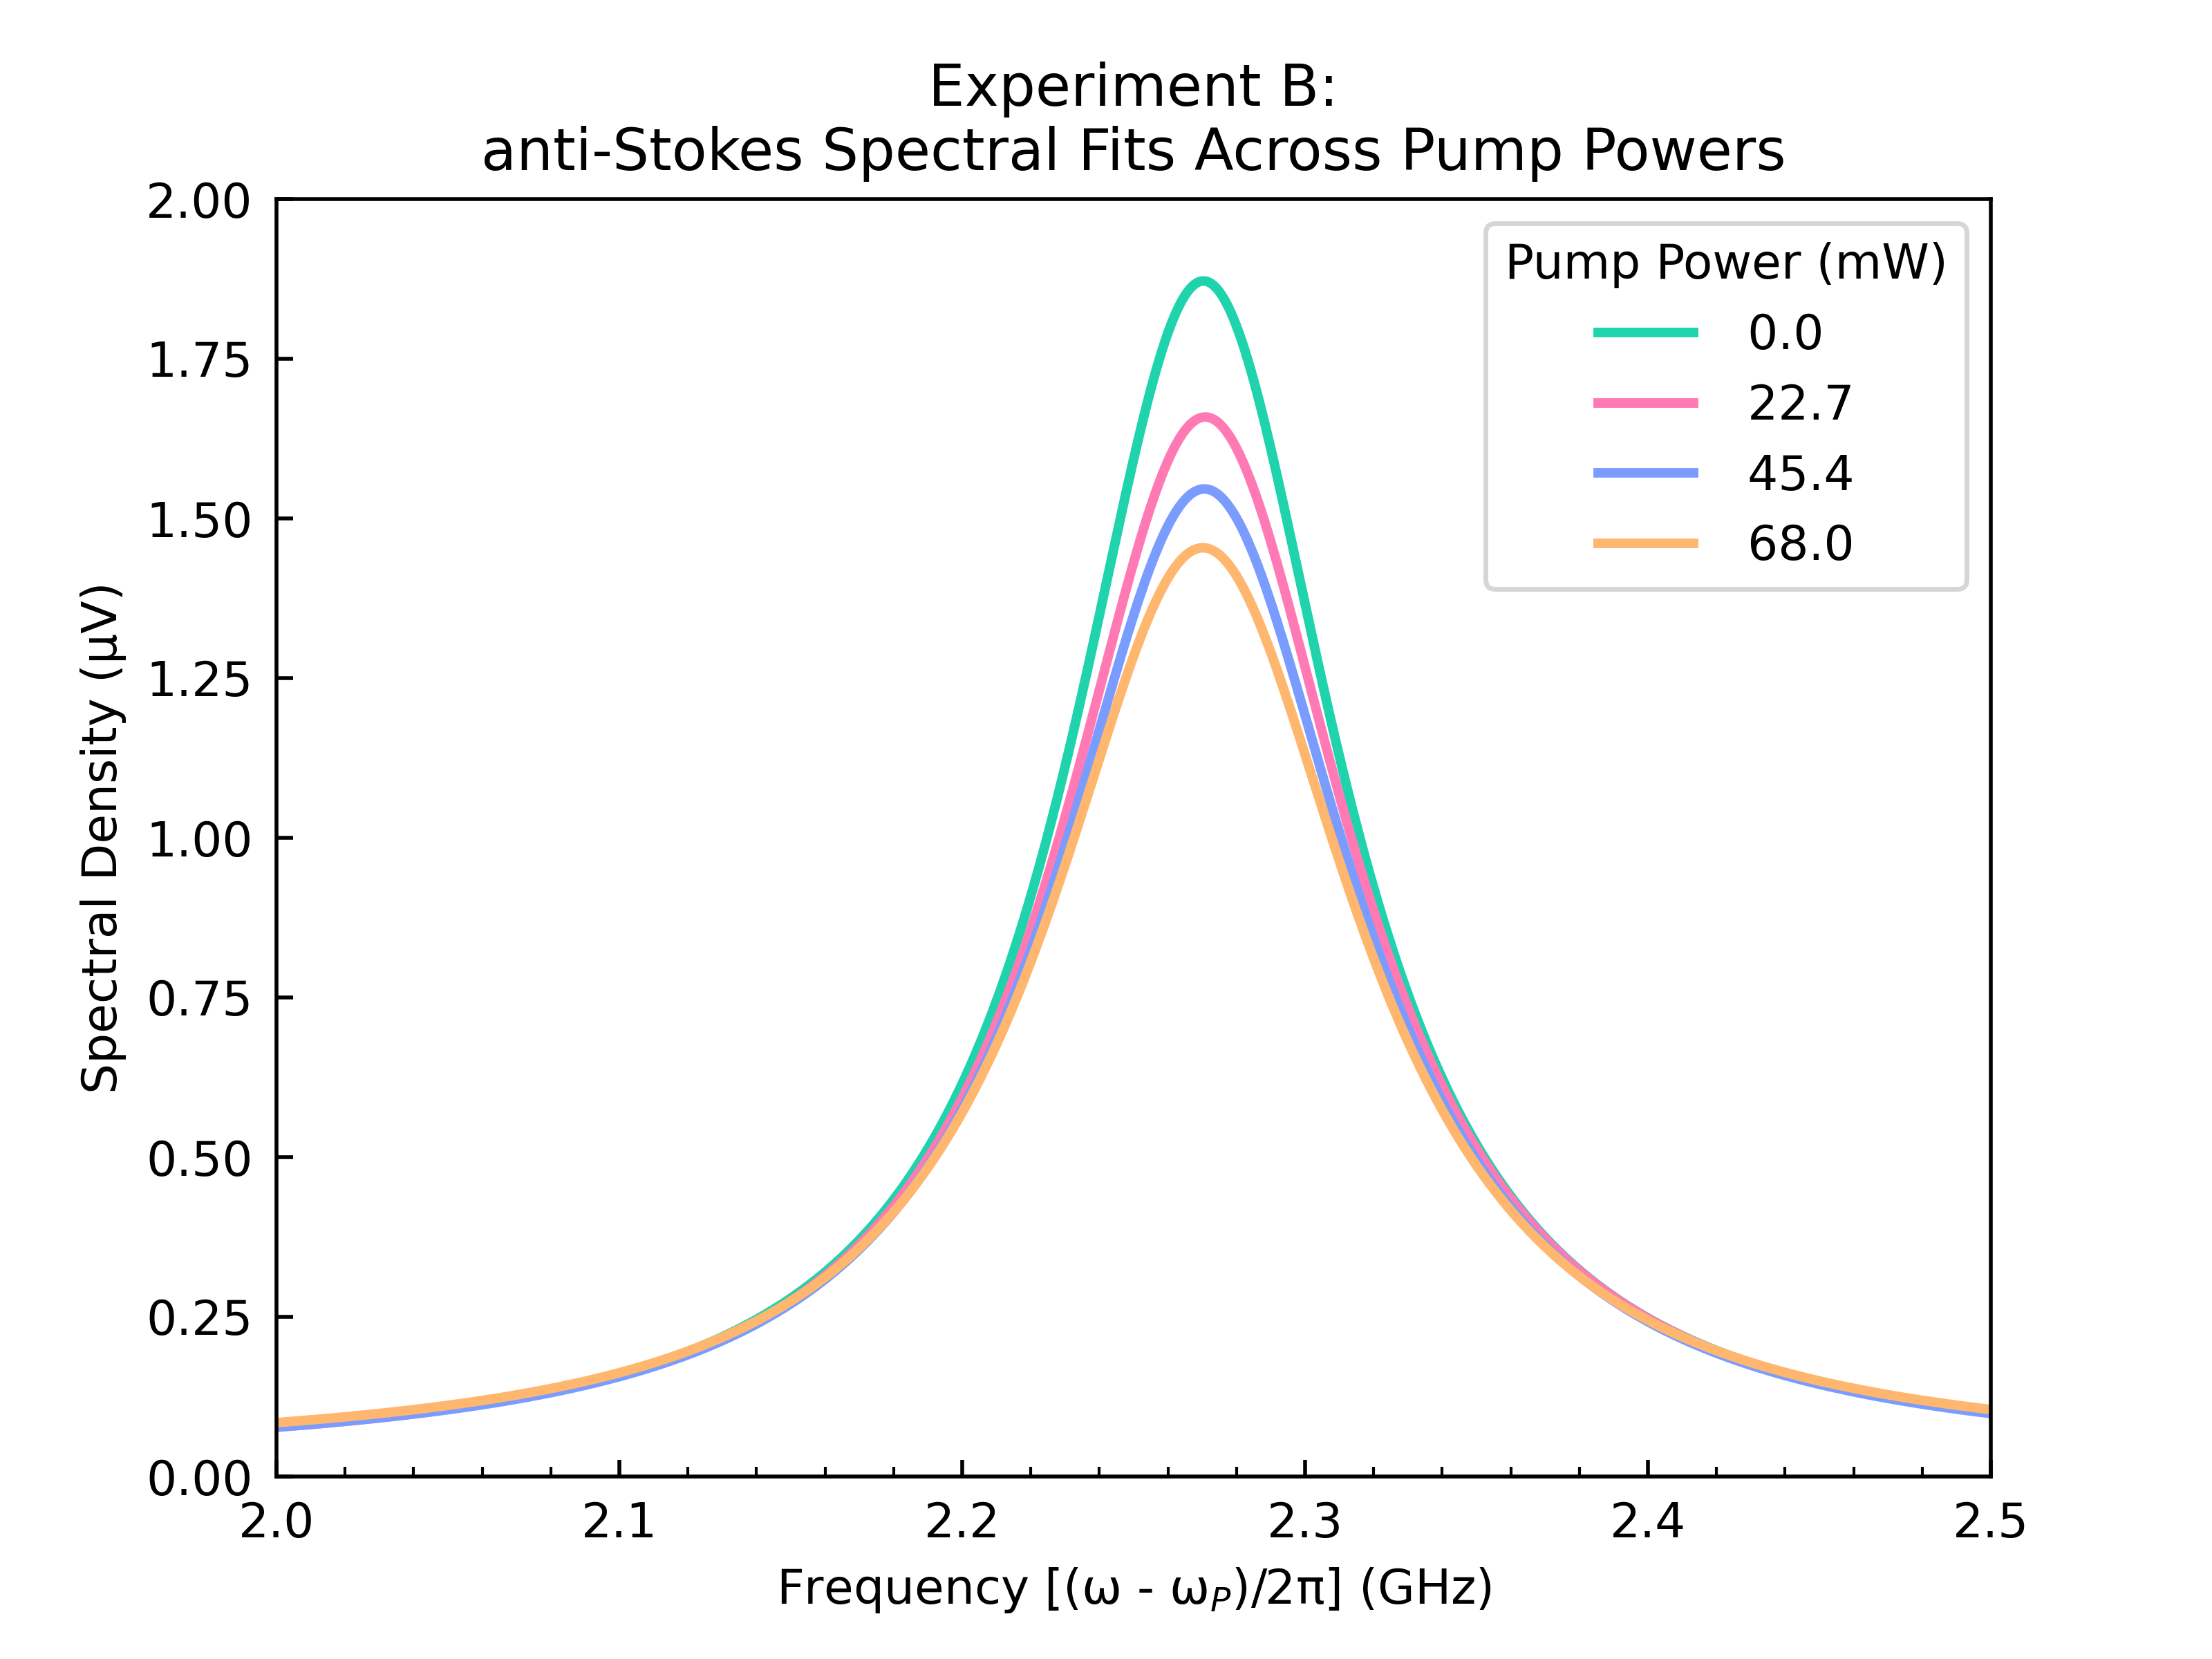 Experiment B:
anti-Stokes Spectral Fits Across Pump Powers
Spectral Density (μV)
2.00
1.75
1.50
1.25
1.00
0.75
0.50
0.25
0.00
Pump Power (mW)
0.0
22.7
45.4
68.0
2.0 2.1 2.2 2.3 2.4 2.5
Frequency [(ω - ω_P)/2π] (GHz)